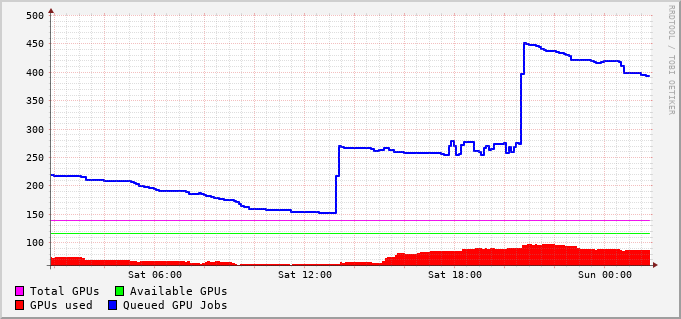 500
450
400
350
300
250
200
150
100
Sat 06:00 Sat 12:00 Sat 18:00 Sun 00:00
Total GPUs Available GPUs
GPUs used Queued GPU Jobs
RRDTOOL / TOBI OETIKER